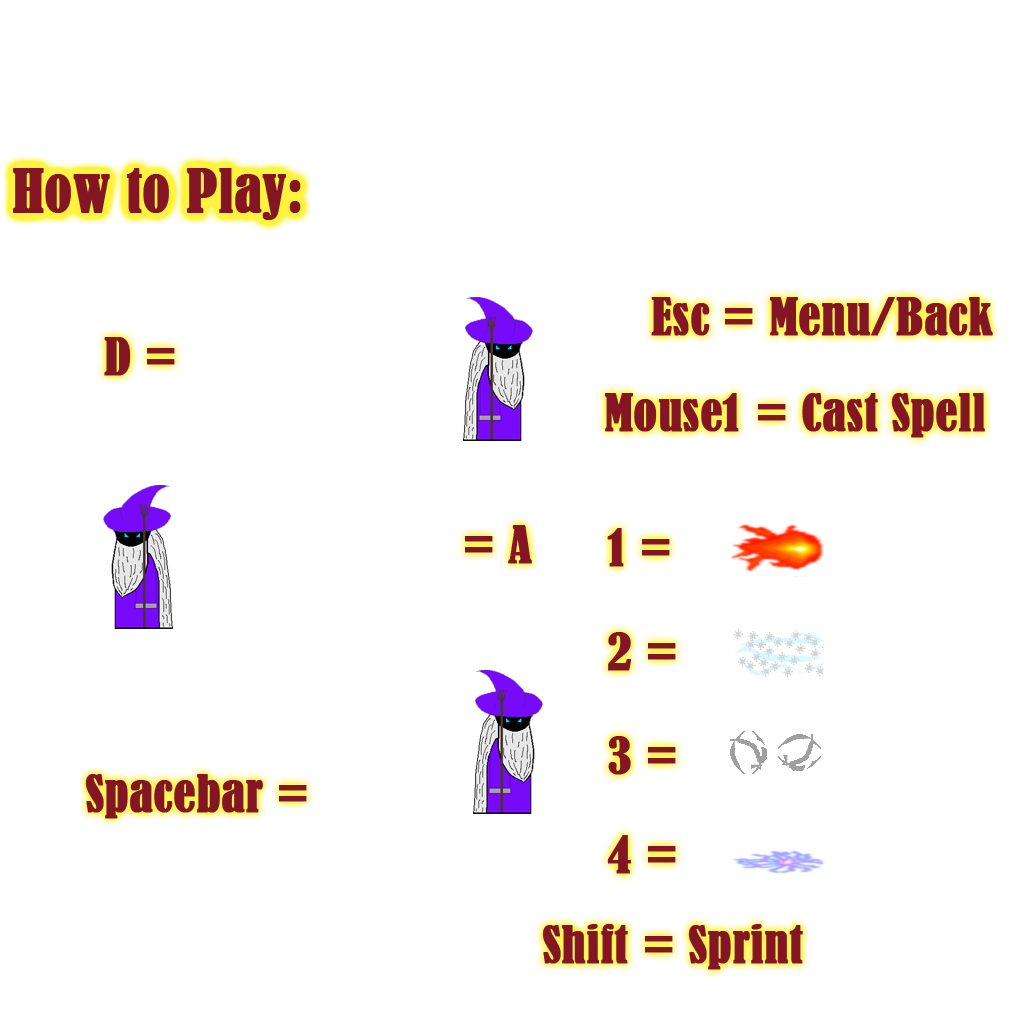 How to Play:
Esc = Menu/Back
D =
Mouse1 = Cast Spell
= A
1 =
2 =
3 =
Spacebar =
4 =
Shift = Sprint